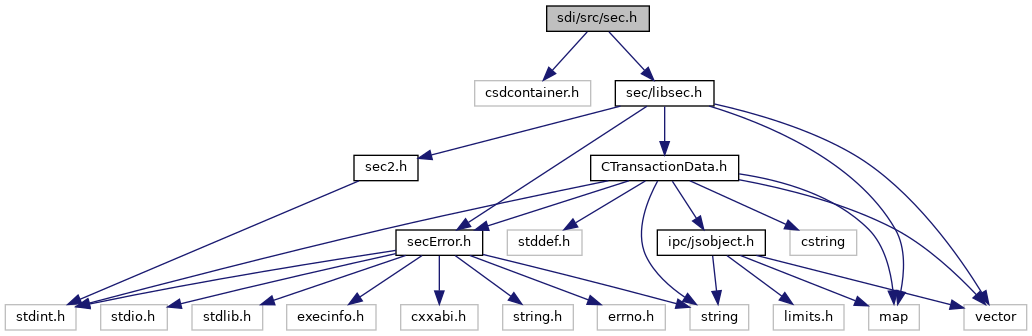 sdi/src/sec.h
csdcontainer.h
sec/libsec.h
sec2.h
CTransactionData.h
secError.h
stddef.h
ipc/jsobject.h
cstring
stdint.h
stdio.h
stdlib.h
execinfo.h
cxxabi.h
string.h
errno.h
string
limits.h
map
vector